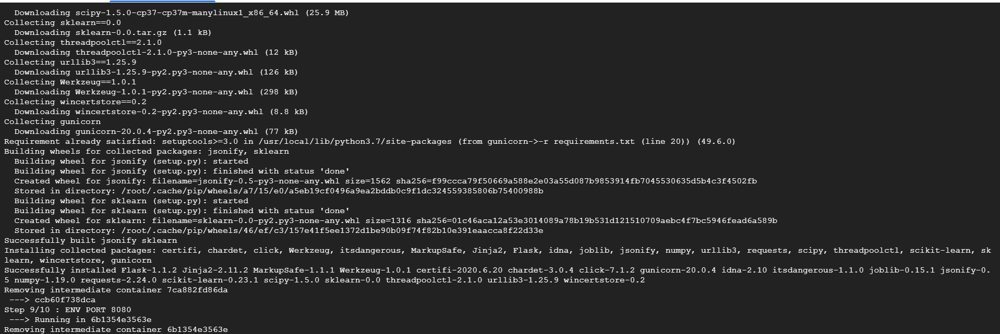 Downloading scipy-1.5.0-cp37-cp37m-manylinux1_x86_64.whl (25.9 MB)
Collecting sklearn==0.0
Downloading sklearn-0.0.tar.gz (1.1 kB)
Collecting threadpoolctl==2.1.0
Downloading threadpoolctl-2.1.0-py3-none-any.whl (12 kB)
Collecting urllib3==1.25.9
Downloading urllib3-1.25.9-py2.py3-none-any.whl (126 kB)
Collecting Werkzeug==1.0.1
Downloading Werkzeug-1.0.1-py2.py3-none-any.whl (298 kB)
Collecting wincertstore==0.2
Downloading wincertstore-0.2-py2.py3-none-any.whl (8.8 kB)
Collecting gunicorn
Downloading gunicorn-20.0.4-py2.py3-none-any.whl (77 kB)
Requirement already satisfied: setuptools>=3.0 in /usr/local/lib/python3.7/site-packages (from gunicorn->-r requirements.txt (line 20)) (49.6.0)
Building wheels for collected packages: jsonify, sklearn
Building wheel for jsonify (setup.py): started
Building wheel for jsonify (setup.py): finished with status 'done'
Created wheel for jsonify: filename=jsonify-0.5-py3-none-any.whl size=1562 sha256=f99ccca79f50669a588e2e03a55d087b9853914fb7045530635d5b4c3f4502fb
Stored in directory: /root/.cache/pip/wheels/a7/15/e0/a5eb19cf0496a9ea2bddb0c9f1dc324559385806b75400988b
Building wheel for sklearn (setup.py): started
Building wheel for sklearn (setup.py): finished with status 'done'
Created wheel for sklearn: filename=sklearn-0.0-py2.py3-none-any.whl size=1316 sha256=01c46aca12a53e3014089a78b19b531d121510709aebc4f7bc5946fead6a589b
Stored in directory: /root/.cache/pip/wheels/46/ef/c3/157e41f5ee1372d1be90b09f74f82b10e391eaacca8f22d33e
Successfully built jsonify sklearn
Installing collected packages: certifi, chardet, click, Werkzeug, itsdangerous, MarkupSafe, Jinja2, Flask, idna, joblib, jsonify, numpy, urllib3, requests, scipy, threadpoolctl, scikit-learn, sk
learn, wincertstore, gunicorn
Successfully installed Flask-1.1.2 Jinja2-2.11.2 MarkupSafe-1.1.1 Werkzeug-1.0.1 certifi-2020.6.20 chardet-3.0.4 click-7.1.2 gunicorn-20.0.4 idna-2.10 itsdangerous-1.1.0 joblib-0.15.1 jsonify-0.
5 numpy-1.19.0 requests-2.24.0 scikit-learn-0.23.1 scipy-1.5.0 sklearn-0.0 threadpoolctl-2.1.0 urllib3-1.25.9 wincertstore-0.2
Removing intermediate container 7ca882fd86da
---> ccb60f738dca
Step 9/10 : ENV PORT 8080
---> Running in 6b1354e3563e
Removing intermediate container 6b1354e3563e